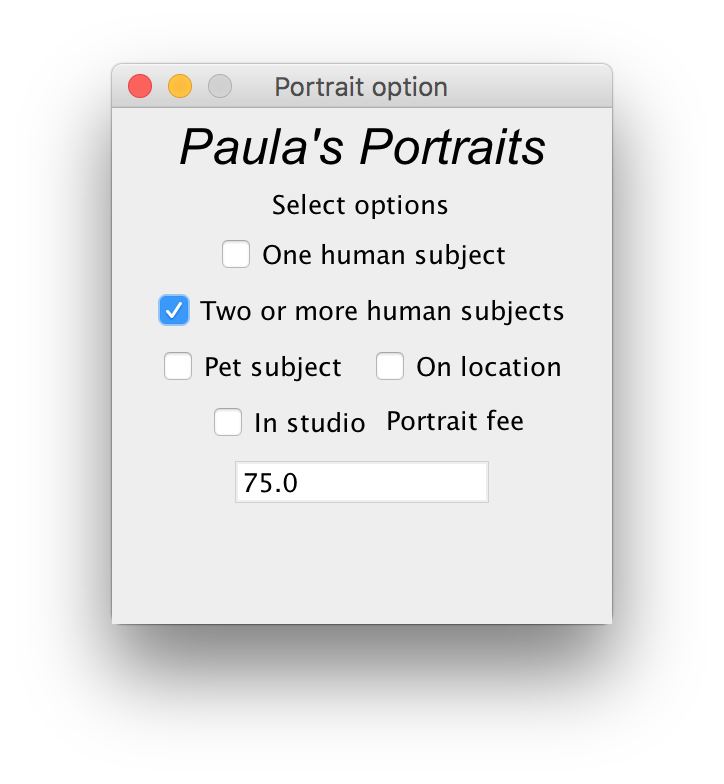 Portrait option
Paula's Portraits
Select options
One human subject
Two or more human subjects
Pet subject On location
In studio Portrait fee
75.0